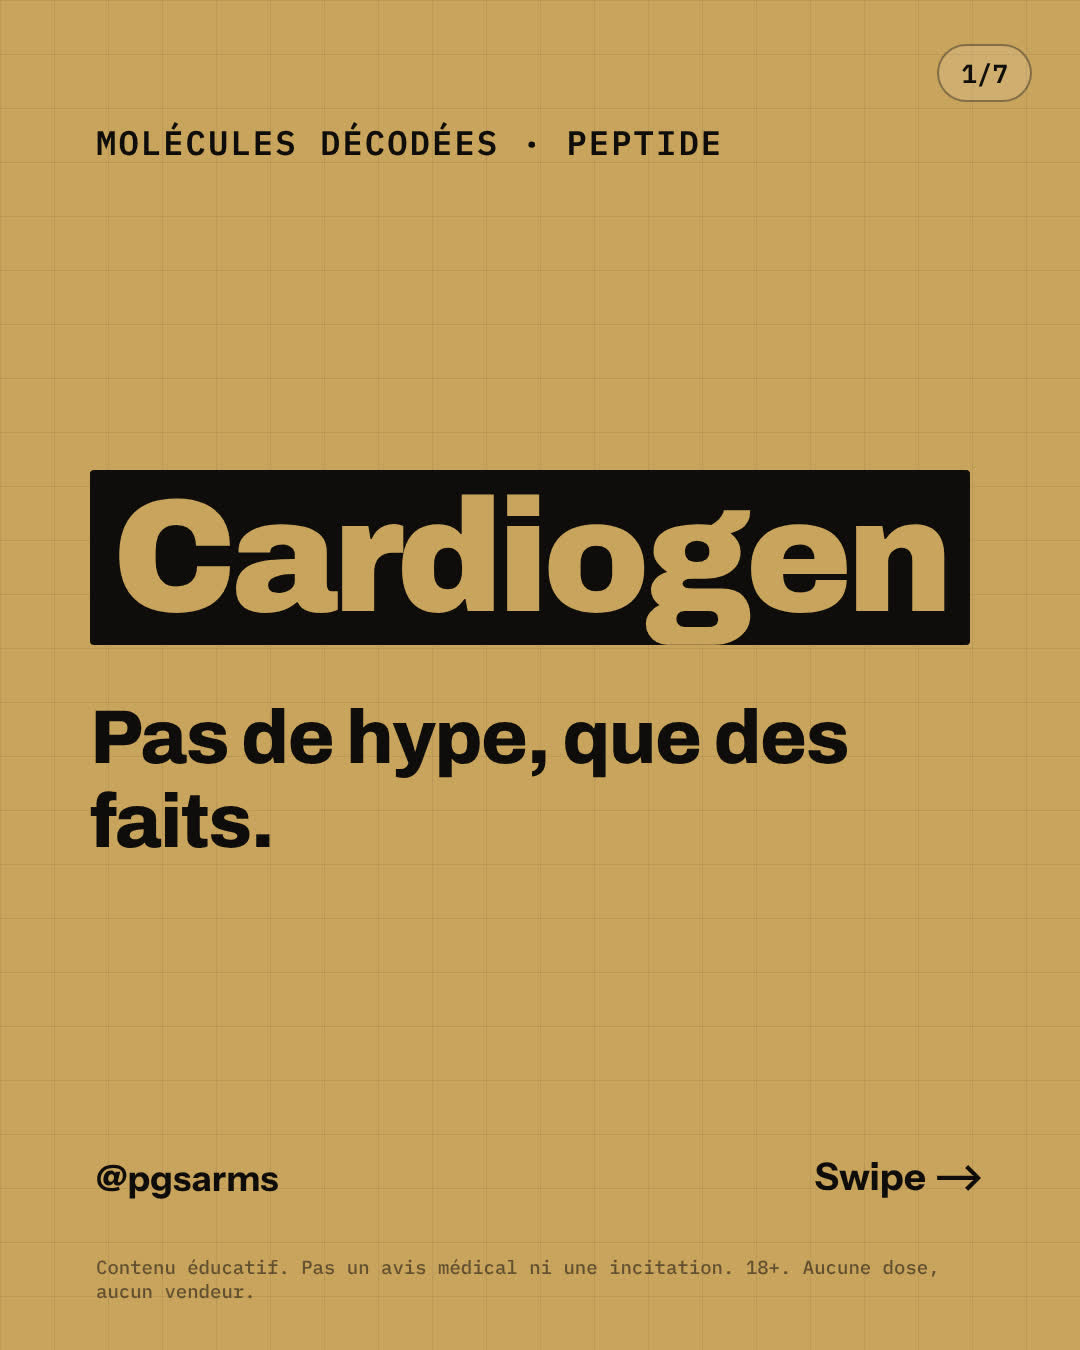 1/7
MOLÉCULES DÉCODÉES · PEPTIDE
Cardiogen
Pas de hype, que des
faits.
@pgsarms
Swipe →
Contenu éducatif. Pas un avis médical ni une incitation. 18+. Aucune dose,
aucun vendeur.